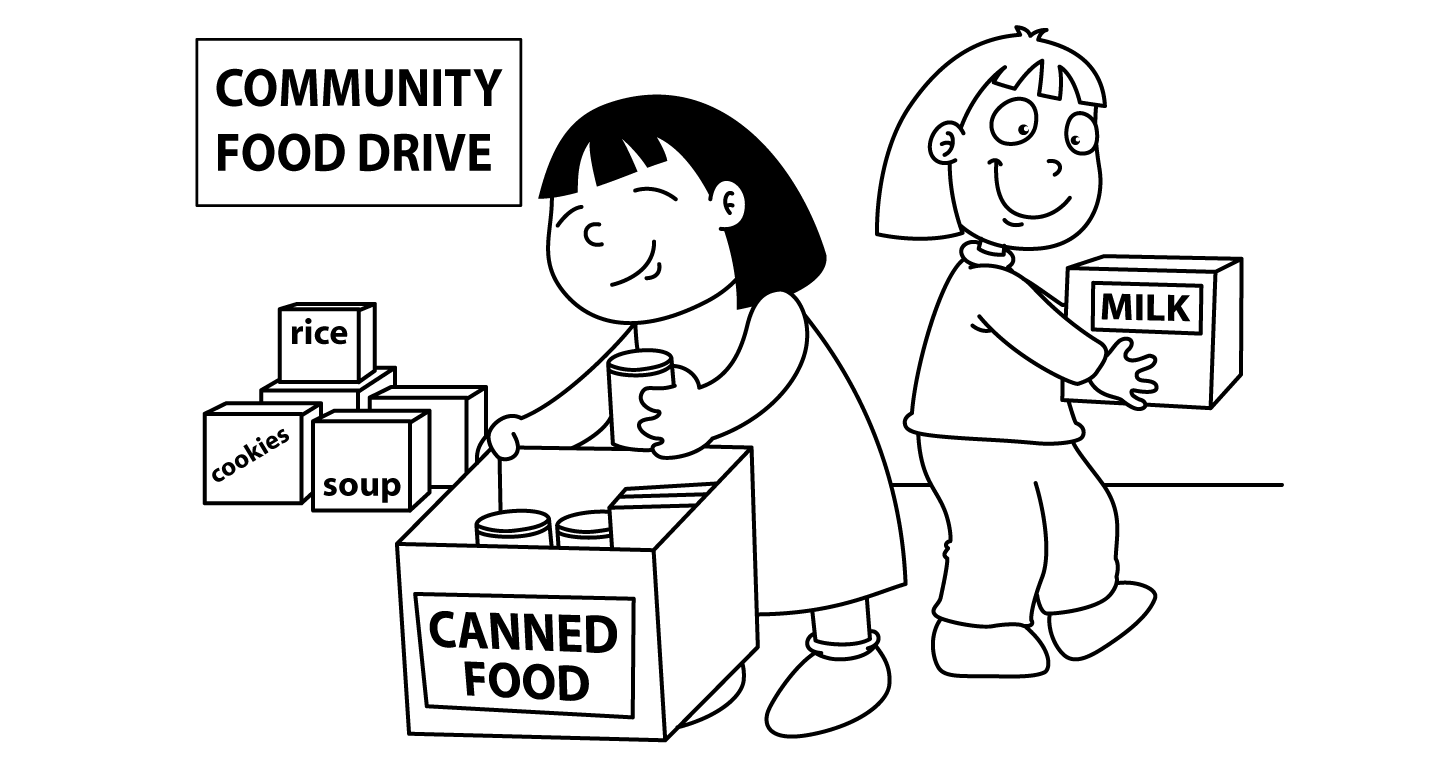 COMMUNITY
FOOD DRIVE
rice
cookies
soup
MILK
CANNED
FOOD